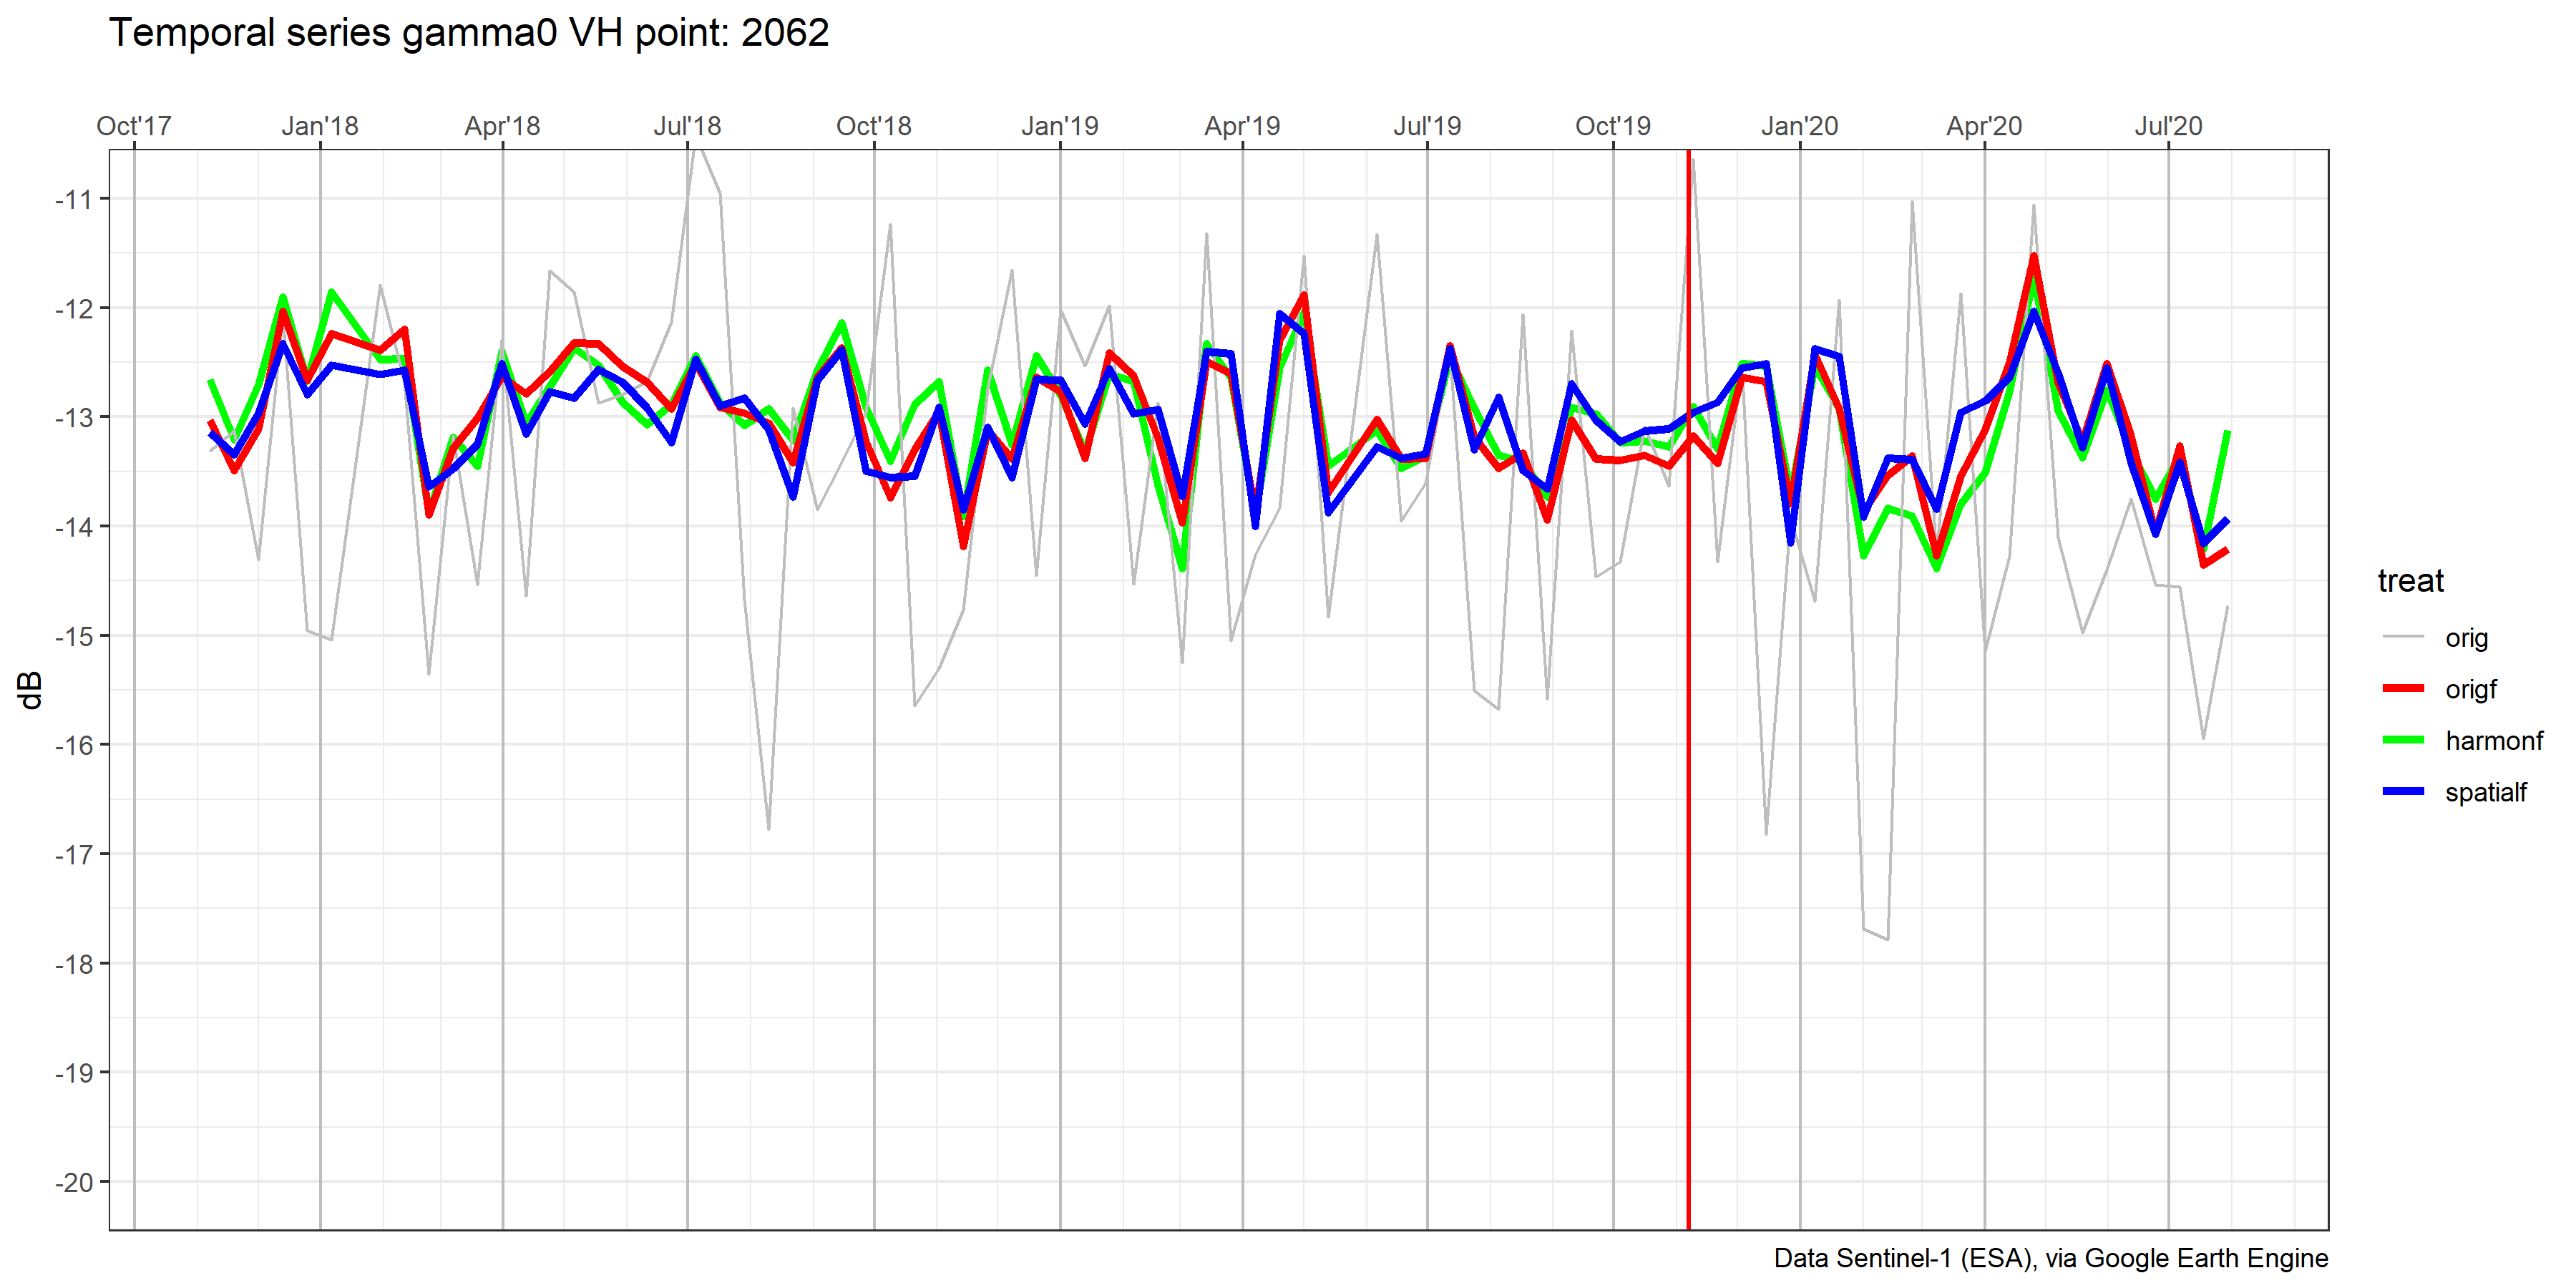 Temporal series gamma0 VH point: 2062
Oct'17 Jan'18 Apr'18 Jul'18 Oct'18 Jan'19 Apr'19 Jul'19 Oct'19 Jan'20 Apr'20 Jul'20
-11
-12
-13
-14
-15
-16
-17
-18
-19
-20
dB
treat
orig
origf
harmonf
spatialf
Data Sentinel-1 (ESA), via Google Earth Engine